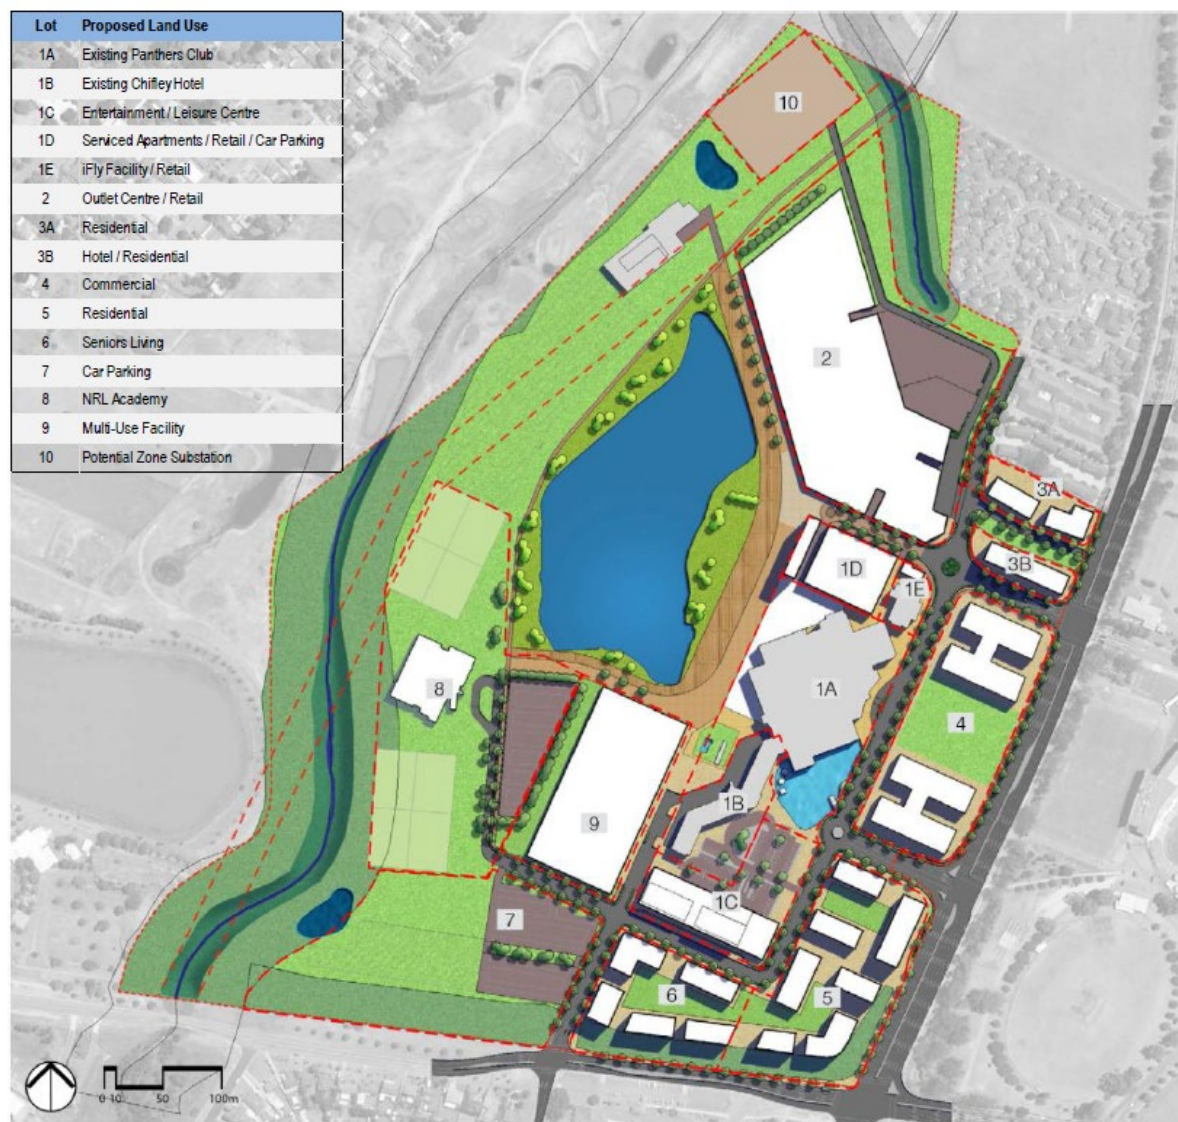 Lot Proposed Land Use
1A Existing Panthers Club
1B Existing Chifley Hotel
1C Entertainment / Leisure Centre
1D Serviced Apartments / Retail / Car Parking
1E iFly Facility / Retail
2 Outlet Centre / Retail
3A Residential
3B Hotel / Residential
4 Commercial
5 Residential
6 Seniors Living
7 Car Parking
8 NRL Academy
9 Multi-Use Facility
10 Potential Zone Substation
10
2
3A
3B
1D
1E
1A
8
4
1B
9
1C
7
6
5
0 10 50 100m